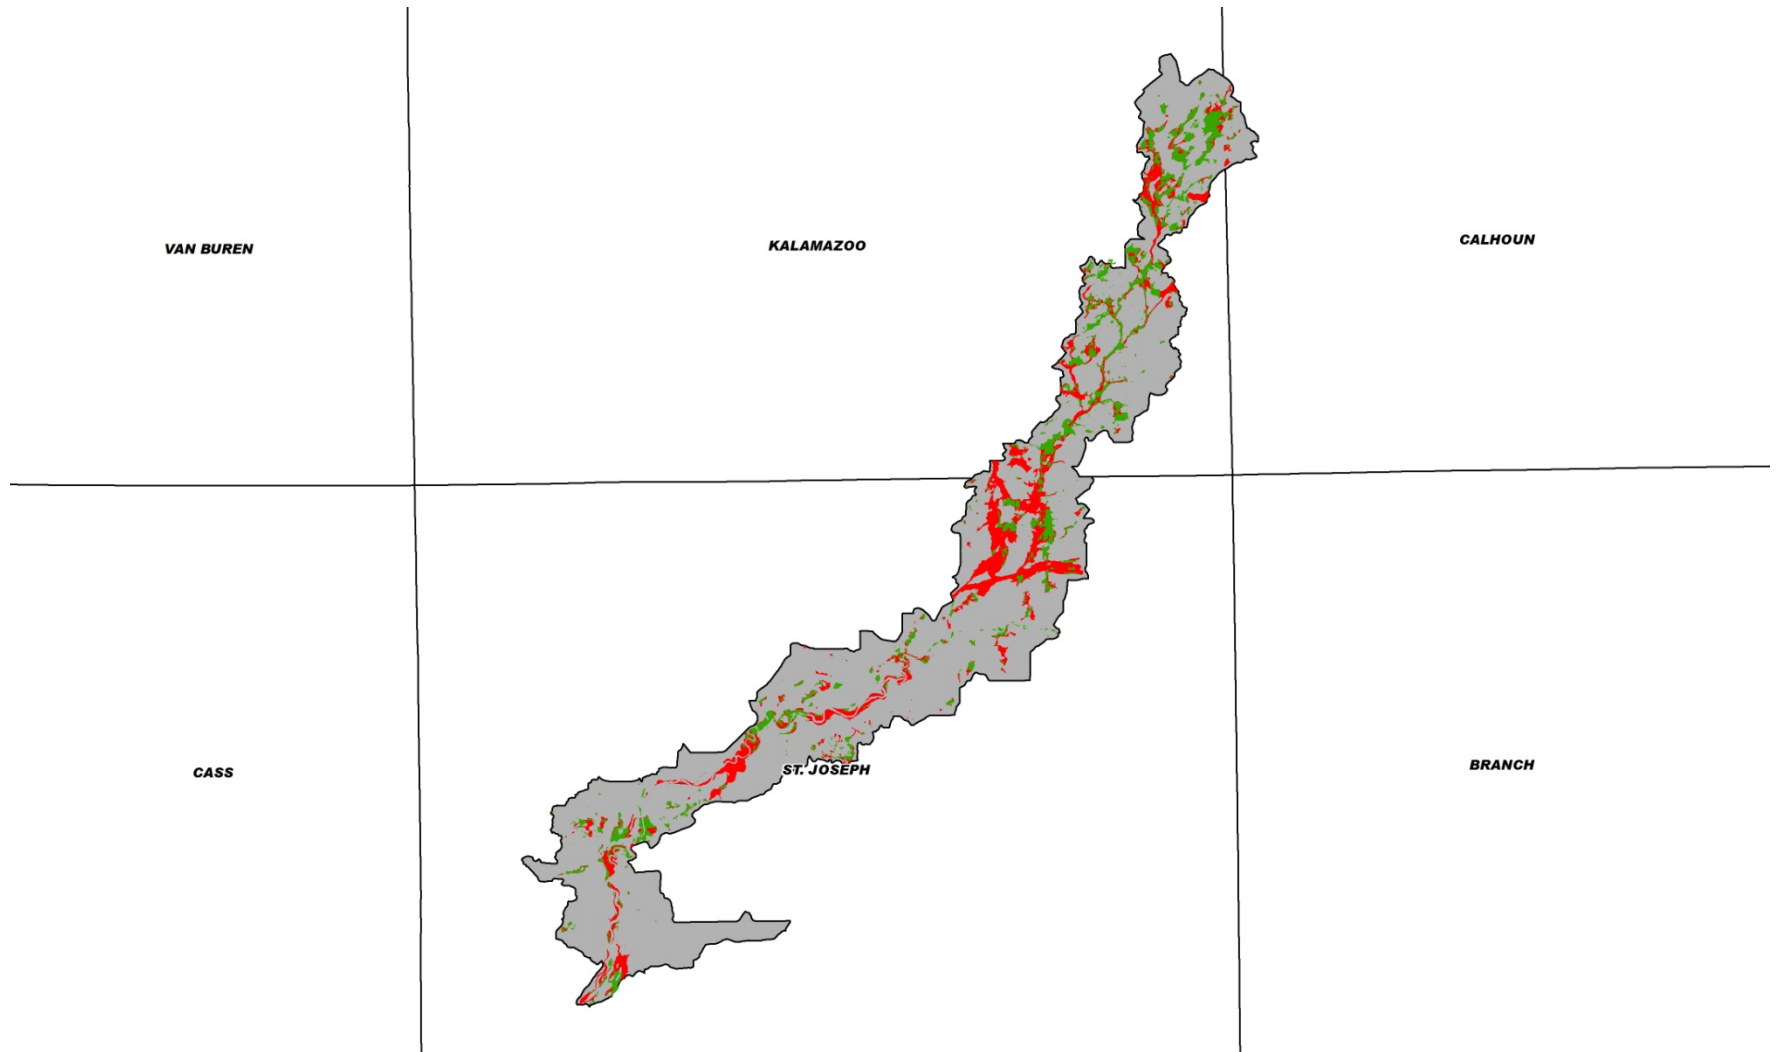 VAN BUREN
KALAMAZOO
CALHOUN
CASS
ST. JOSEPH
BRANCH